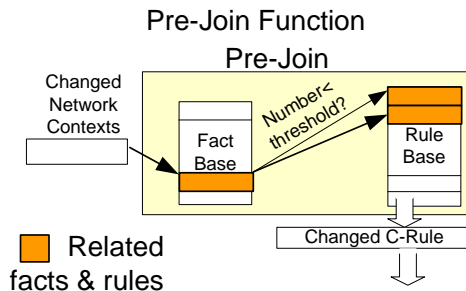 Pre-Join Function
Pre-Join
Changed
Network
Contexts
Fact
Base
Number<
threshold?
Rule
Base
Changed C-Rule
Related
facts & rules